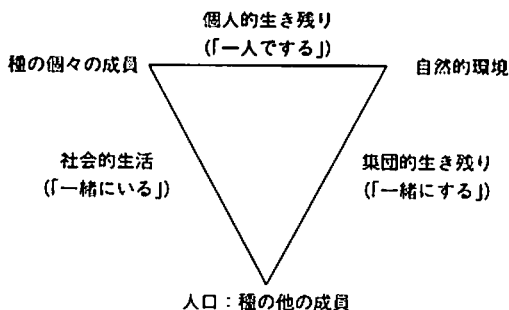 個人的生き残り
(「一人でする」)
種の個々の成員
自然的環境
社会的生活
(「一緒にいる」)
集団的生き残り
(「一緒にする」)
人口：種の他の成員